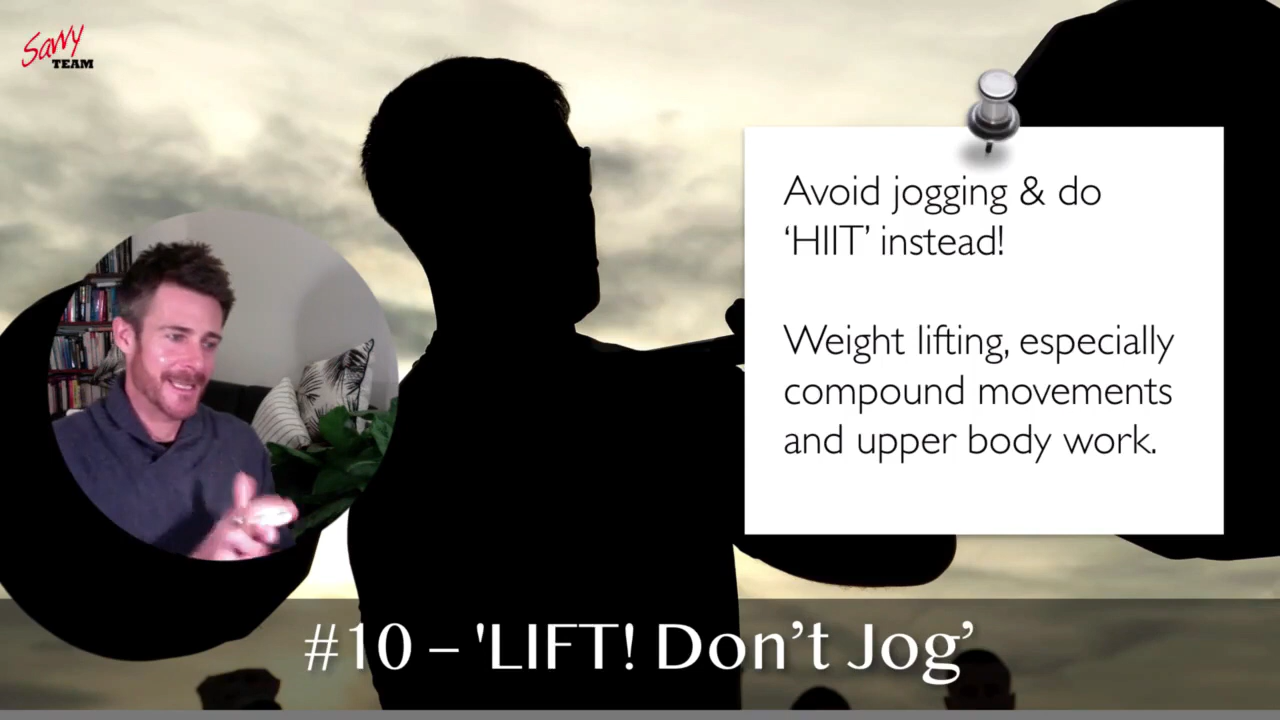 Savvy
TEAM
Avoid jogging & do
‘HIIT’ instead!
Weight lifting, especially
compound movements
and upper body work.
#10 – 'LIFT! Don’t Jog’